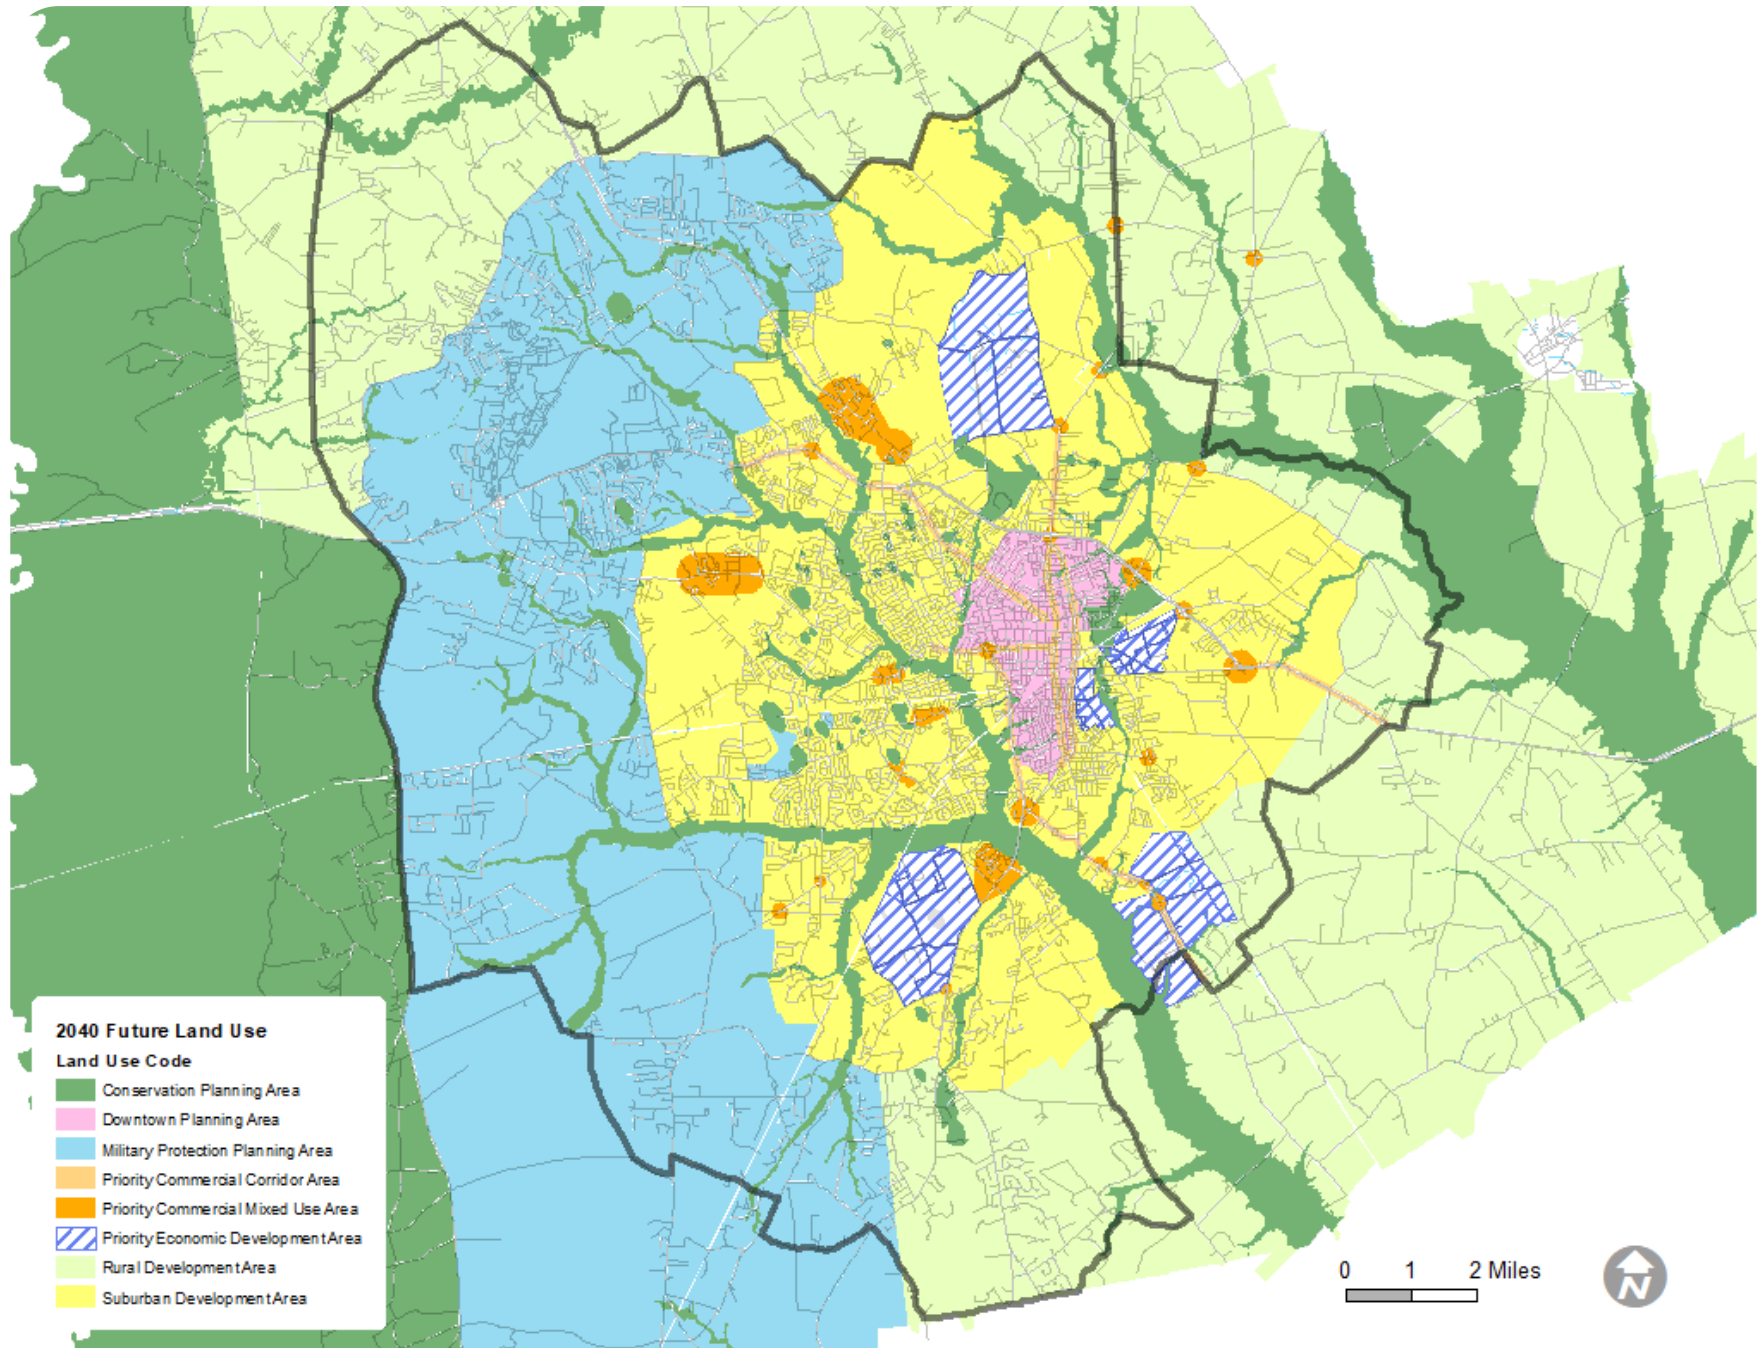 2040 Future Land Use
Land Use Code
Conservation Planning Area
Downtown Planning Area
Military Protection Planning Area
Priority Commercial Corridor Area
Priority Commercial Mixed Use Area
Priority Economic Development Area
Rural Development Area
Suburban Development Area
0 1 2 Miles
N